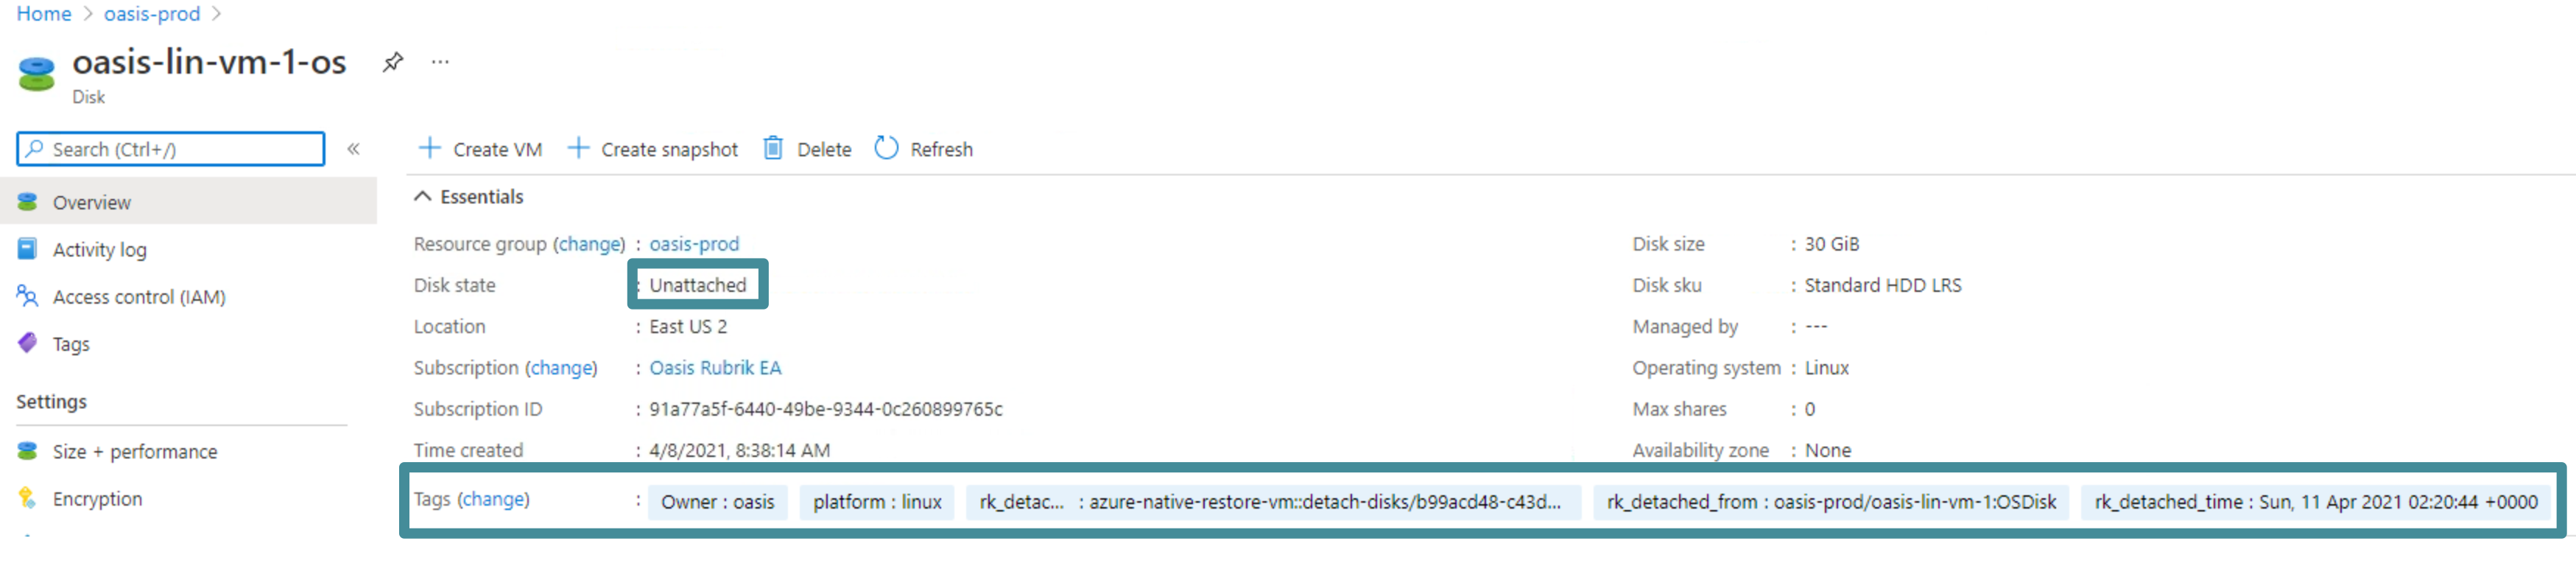 Home > oasis-prod >
oasis-lin-vm-1-os ...
Disk
Search (Ctrl+/) «
+ Create VM + Create snapshot Delete Refresh
Overview
Activity log
Access control (IAM)
Tags
Settings
Size + performance
Encryption
Essentials
Resource group (change) : oasis-prod
Disk state : Unattached
Location : East US 2
Subscription (change) : Oasis Rubrik EA
Subscription ID : 91a77a5f-6440-49be-9344-0c260899765c
Time created : 4/8/2021, 8:38:14 AM
Disk size : 30 GiB
Disk sku : Standard HDD LRS
Managed by : ---
Operating system : Linux
Max shares : 0
Availability zone : None
Tags (change) : Owner : oasis platform : linux rk_detac... : azure-native-restore-vm::detach-disks/b99acd48-c43d... rk_detached_from : oasis-prod/oasis-lin-vm-1:OSDisk rk_detached_time : Sun, 11 Apr 2021 02:20:44 +0000